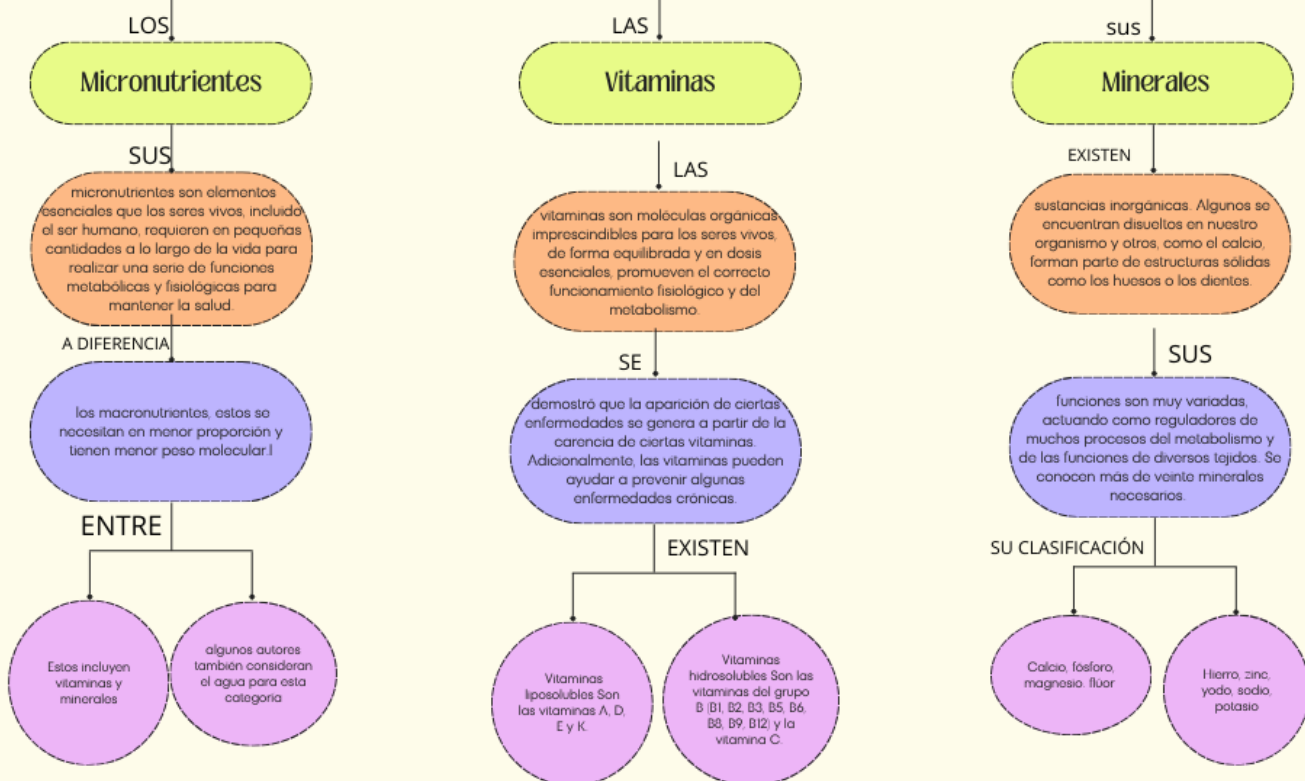 LOS
Micronutrientes
SUS
micronutrientes son elementos
esenciales que los seres vivos, incluido
el ser humano, requieren en pequeñas
cantidades a lo largo de la vida para
realizar una serie de funciones
metabólicas y fisiológicas para
mantener la salud.
A DIFERENCIA
los macronutrientes, estos se
necesitan en menor proporción y
tienen menor peso molecular.l
ENTRE
Estos incluyen
vitaminas y
minerales
algunos autores
también consideran
el agua para esta
categoria
LAS
Vitaminas
LAS
vitaminas son moléculas orgánicas
imprescindibles para los seres vivos,
de forma equilibrada y en dosis
esenciales, promueven el correcto
funcionamiento fisiológico y del
metabolismo.
SE
demostró que la aparición de ciertas
enfermedades se genera a partir de la
carencia de ciertas vitaminas.
Adicionalmente, las vitaminas pueden
ayudar a prevenir algunas
enfermedades crónicas.
EXISTEN
Vitaminas
liposolubles Son
las vitaminas A, D,
E y K.
Vitaminas
hidrosolubles Son las
vitaminas del grupo
B (B1, B2, B3, B5, B6,
B8, B9, B12) y la
vitamina C.
sus
Minerales
EXISTEN
sustancias inorgánicas. Algunos se
encuentran disueltos en nuestro
organismo y otros, como el calcio,
forman parte de estructuras sólidas
como los huesos o los dientes.
SUS
funciones son muy variadas,
actuando como reguladores de
muchos procesos del metabolismo y
de las funciones de diversos tejidos. Se
conocen más de veinte minerales
necesarios.
SU CLASIFICACIÓN
Calcio, fósforo,
magnesio. flúor
Hierro, zinc,
yodo, sodio,
potasio